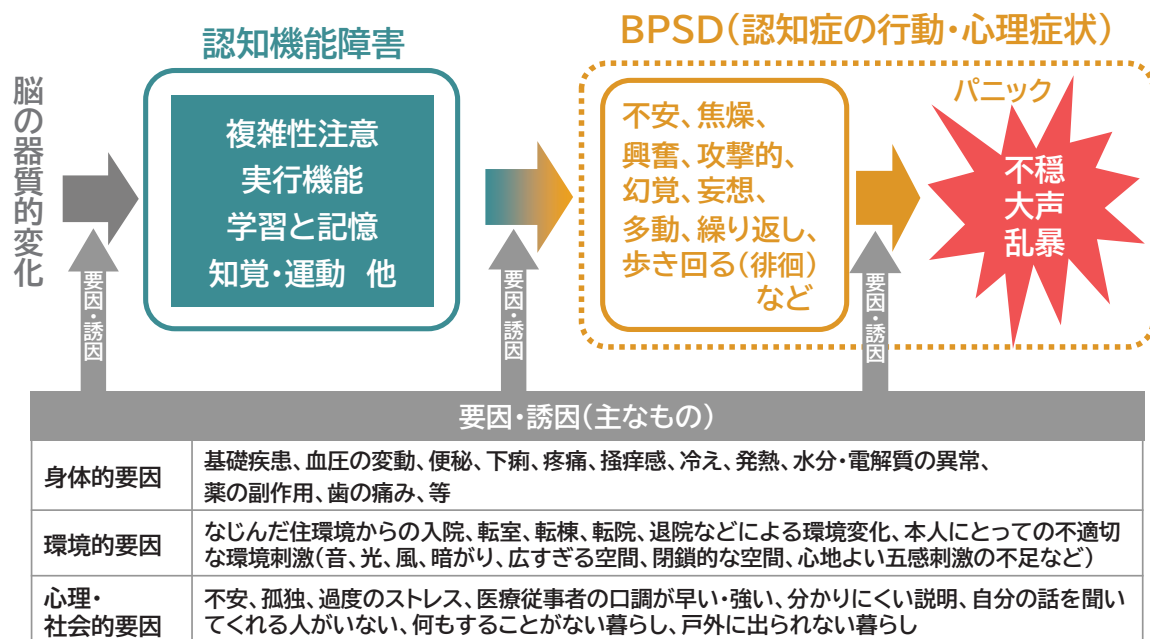 認知機能障害
BPSD(認知症の行動・心理症状)
脳の器質的変化
複雑性注意
実行機能
学習と記憶
知覚・運動 他
不安、焦燥、
興奮、攻撃的、
幻覚、妄想、
多動、繰り返し、
歩き回る(徘徊)
など
パニック
不穏
大声
乱暴
要因・誘因
要因・誘因
要因・誘因
要因・誘因(主なもの)
身体的要因
基礎疾患、血圧の変動、便秘、下痢、疼痛、掻痒感、冷え、発熱、水分・電解質の異常、
薬の副作用、歯の痛み、等
環境的要因
なじんだ住環境からの入院、転室、転棟、転院、退院などによる環境変化、本人にとっての不適切
な環境刺激(音、光、風、暗がり、広すぎる空間、閉鎖的な空間、心地よい五感刺激の不足など)
心理・
社会的要因
不安、孤独、過度のストレス、医療従事者の口調が早い・強い、分かりにくい説明、自分の話を聞い
てくれる人がいない、何もすることがない暮らし、戸外に出られない暮らし